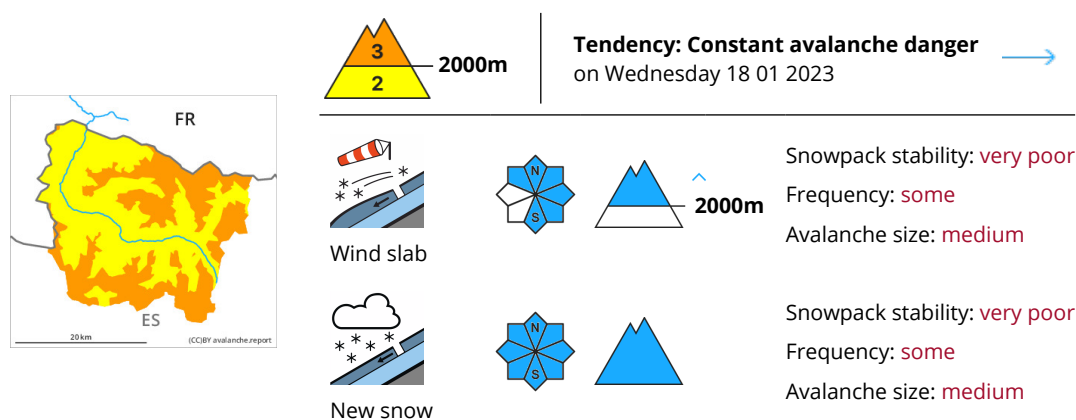 3
2
2000m
Tendency: Constant avalanche danger
on Wednesday 18 01 2023
FR
ES
20 km
(CC)BY avalanche.report
N
S
2000m
Wind slab
Snowpack stability: very poor
Frequency: some
Avalanche size: medium
N
S
New snow
Snowpack stability: very poor
Frequency: some
Avalanche size: medium